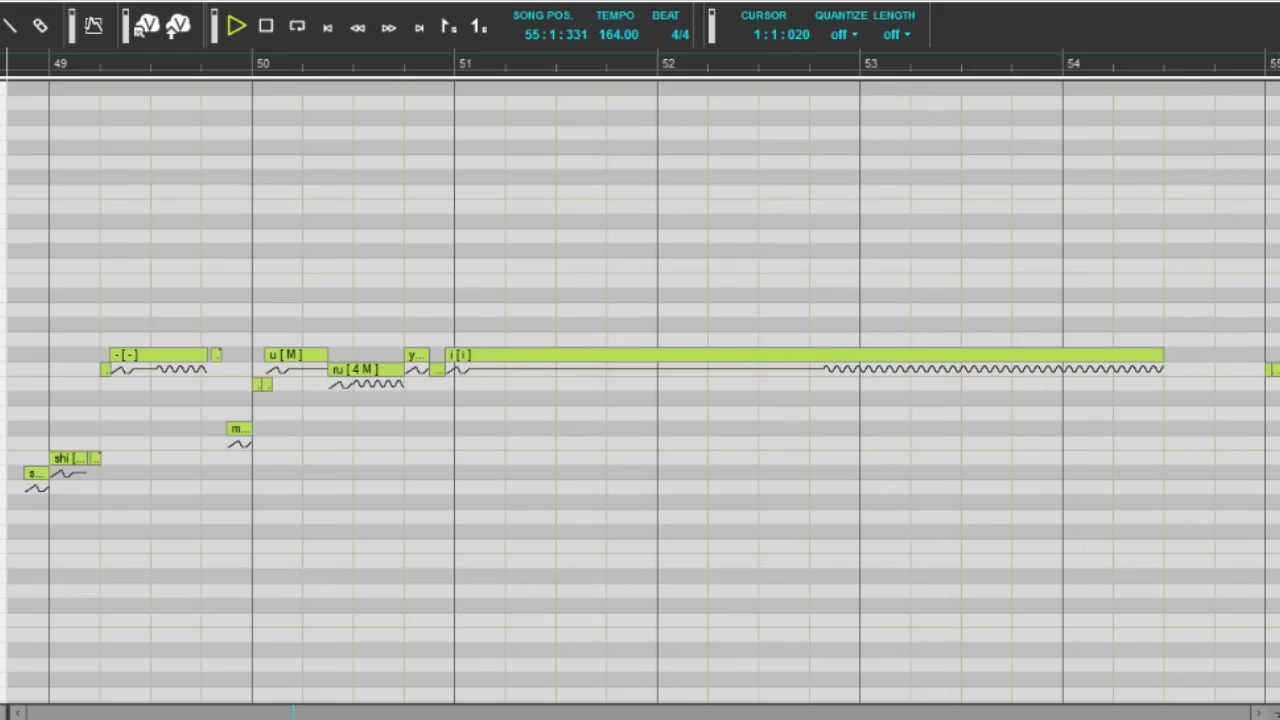 SONG POS. TEMPO BEAT CURSOR QUANTIZE LENGTH
55:1:331 164.00 4/4 1:1:020 off off
49 50 51 52 53 54
- [ - ] u [ M ] y... i [ i ]
ru [ 4 M ]
m...
shi [...
s...